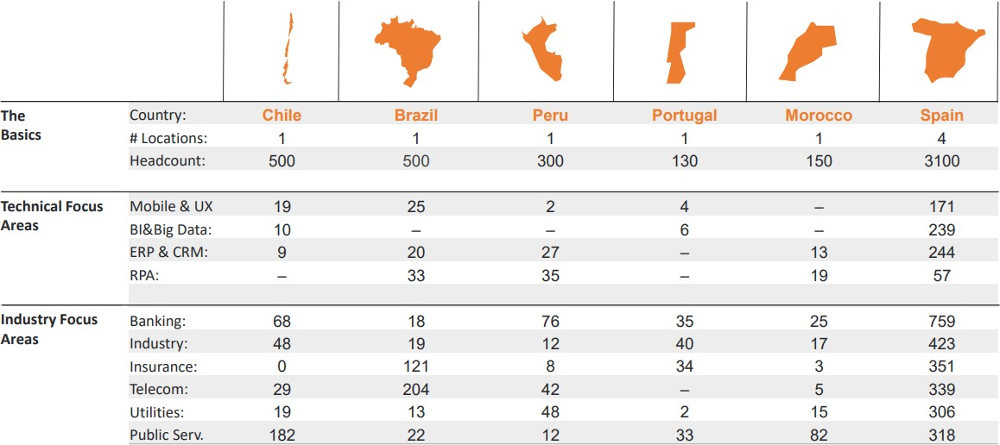 The Basics Country: Chile Brazil Peru Portugal Morocco Spain
# Locations: 1 1 1 1 1 4
Headcount: 500 500 300 130 150 3100
Technical Focus Areas Mobile & UX 19 25 2 4 – 171
BI&Big Data: 10 – – 6 – 239
ERP & CRM: 9 20 27 – 13 244
RPA: – 33 35 – 19 57
Industry Focus Areas Banking: 68 18 76 35 25 759
Industry: 48 19 12 40 17 423
Insurance: 0 121 8 34 3 351
Telecom: 29 204 42 – 5 339
Utilities: 19 13 48 2 15 306
Public Serv. 182 22 12 33 82 318